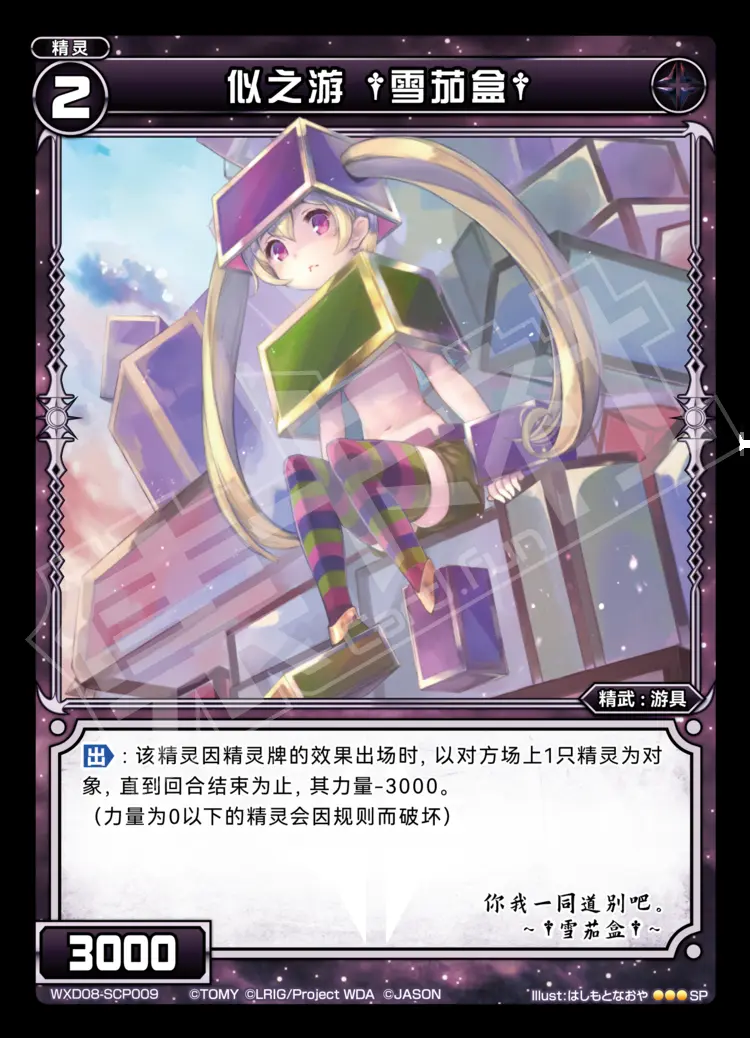 精灵
2
似之游 †雪茄盒†
精武：游具
出：该精灵因精灵牌的效果出场时，以对方场上1只精灵为对
象，直到回合结束为止，其力量-3000。
（力量为0以下的精灵会因规则而破坏）
你我一同道别吧。
~†雪茄盒†~
3000
WXD08-SCP009 ©TOMY ©LRIG/Project WDA ©JASON
Illust:はしもとなおや SP